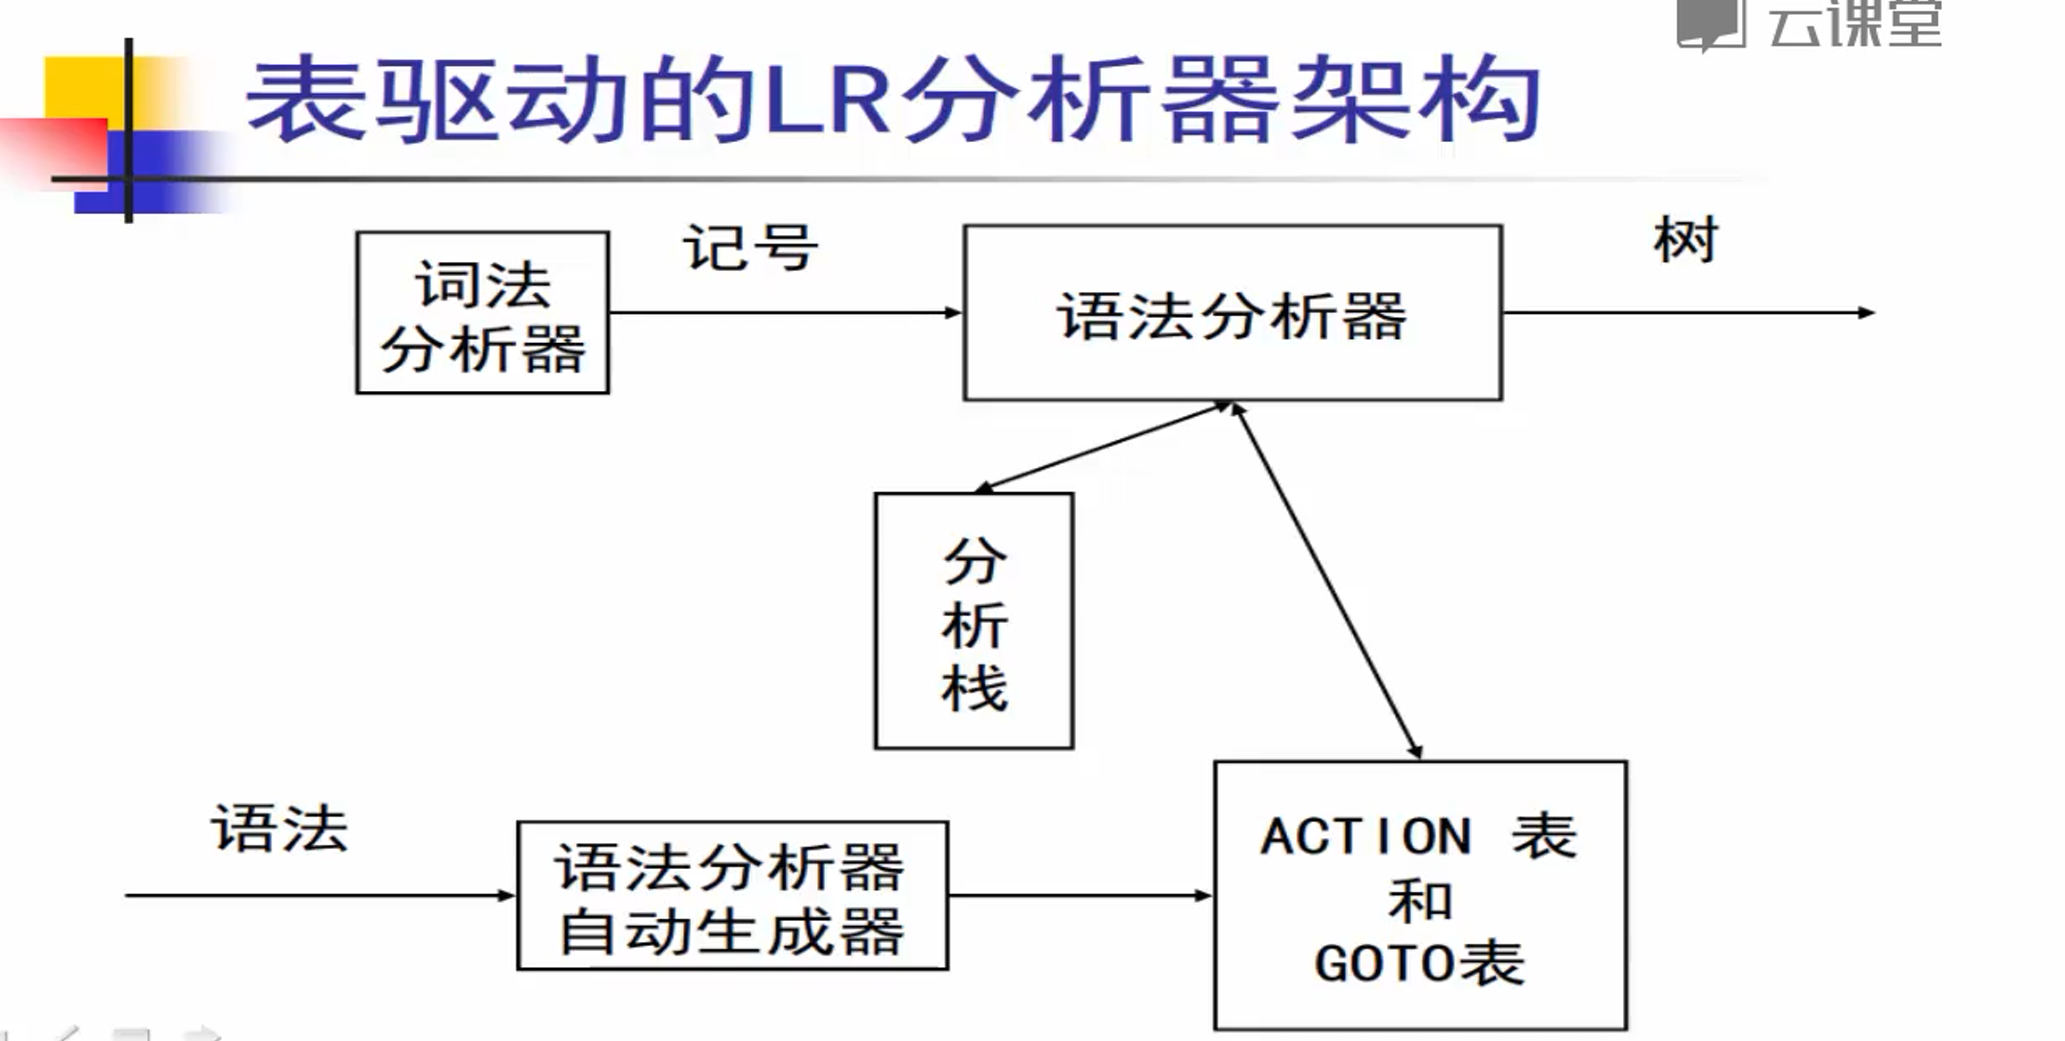 云课堂
表驱动的LR分析器架构
词法
分析器
记号
语法分析器
树
分
析
栈
语法
语法分析器
自动生成器
ACTION 表
和
GOTO表